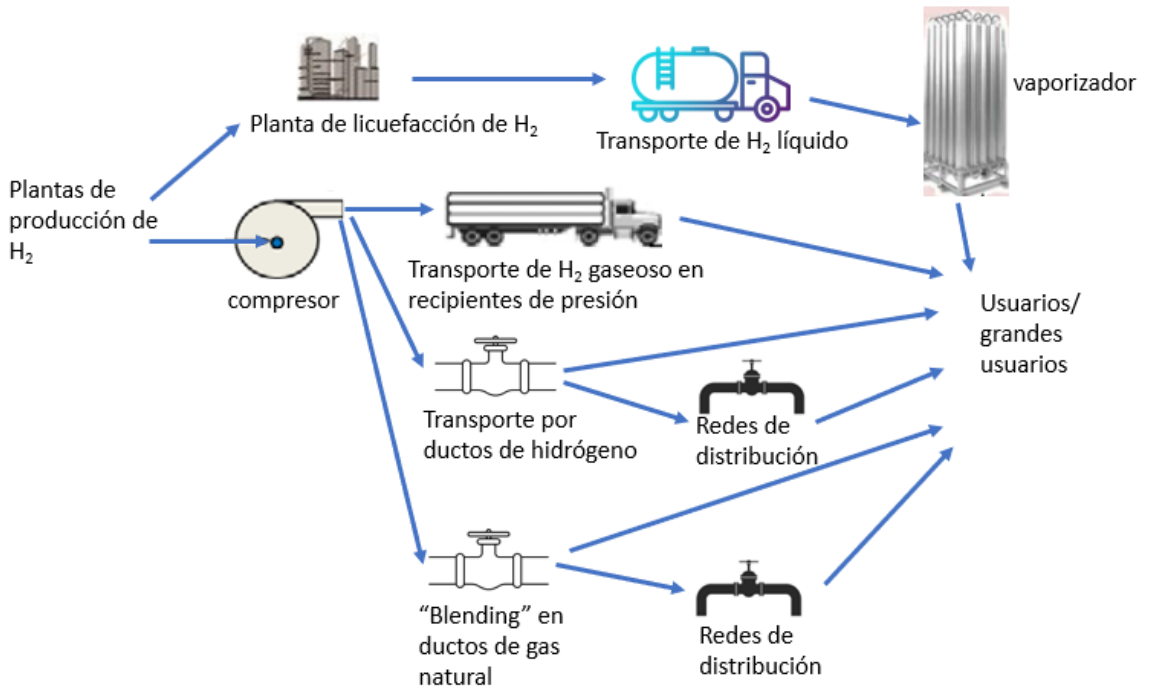 vaporizador
Planta de licuefacción de H₂
Transporte de H₂ líquido
Plantas de
producción de
H₂
compresor
Transporte de H₂ gaseoso en
recipientes de presión
Usuarios/
grandes
usuarios
Transporte por
ductos de hidrógeno
Redes de
distribución
“Blending” en
ductos de gas
natural
Redes de
distribución